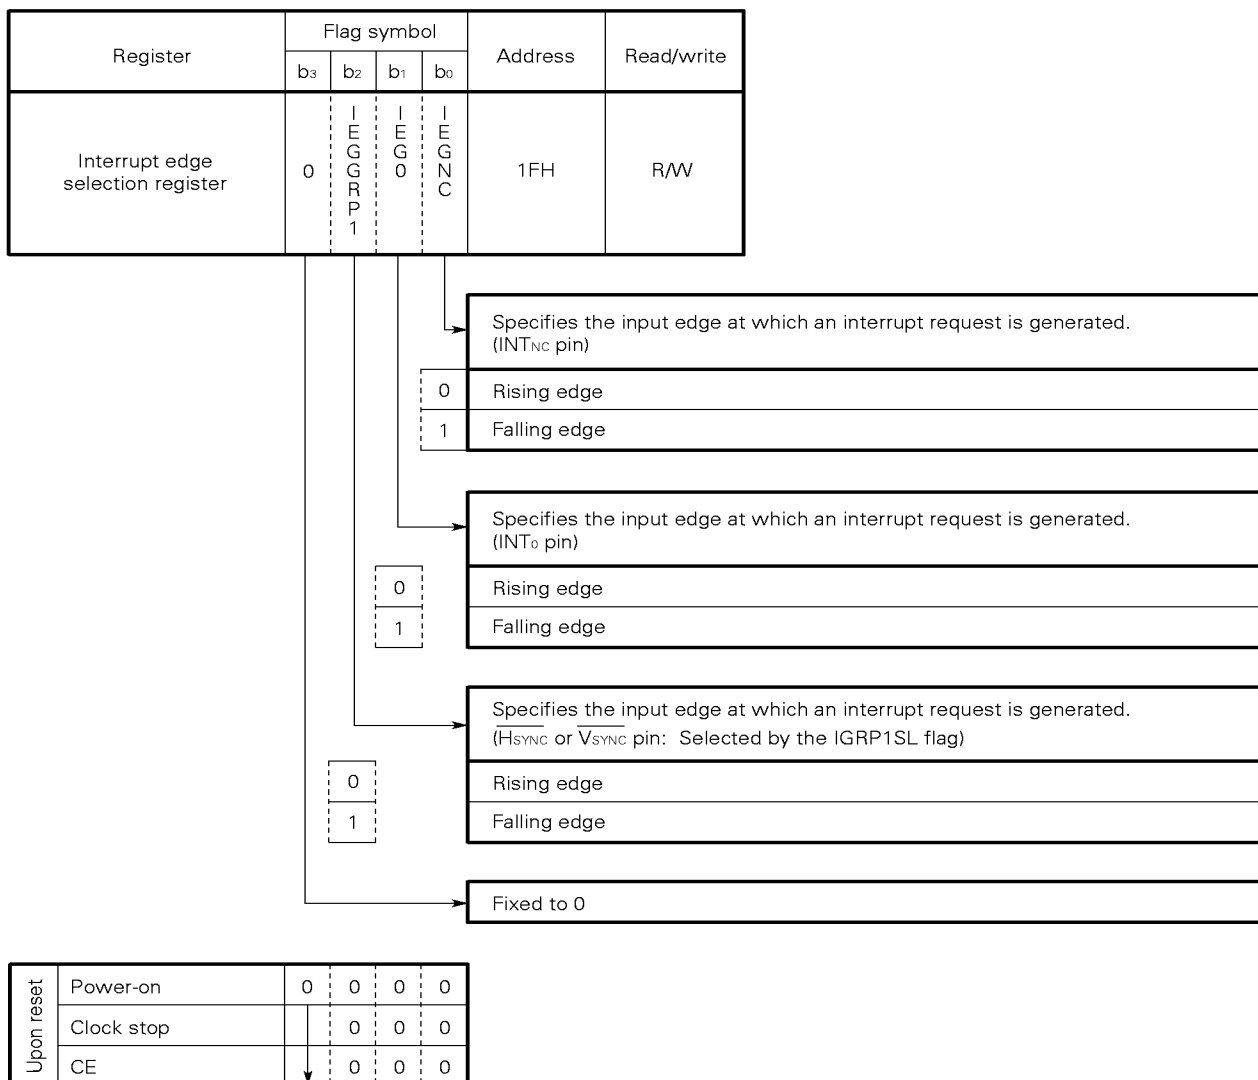 Register
Flag symbol
Address
Read/write
b3 b2 b1 b0
Interrupt edge
selection register
0
IEGGRP1
IEG0
IEGNC
1FH
R/W
Specifies the input edge at which an interrupt request is generated.
(INTNC pin)
0 Rising edge
1 Falling edge
Specifies the input edge at which an interrupt request is generated.
(INT0 pin)
0 Rising edge
1 Falling edge
Specifies the input edge at which an interrupt request is generated.
(HSYNC or VSYNC pin: Selected by the IGRP1SL flag)
0 Rising edge
1 Falling edge
Fixed to 0
Upon reset
Power-on 0 0 0 0
Clock stop 0 0 0
CE 0 0 0